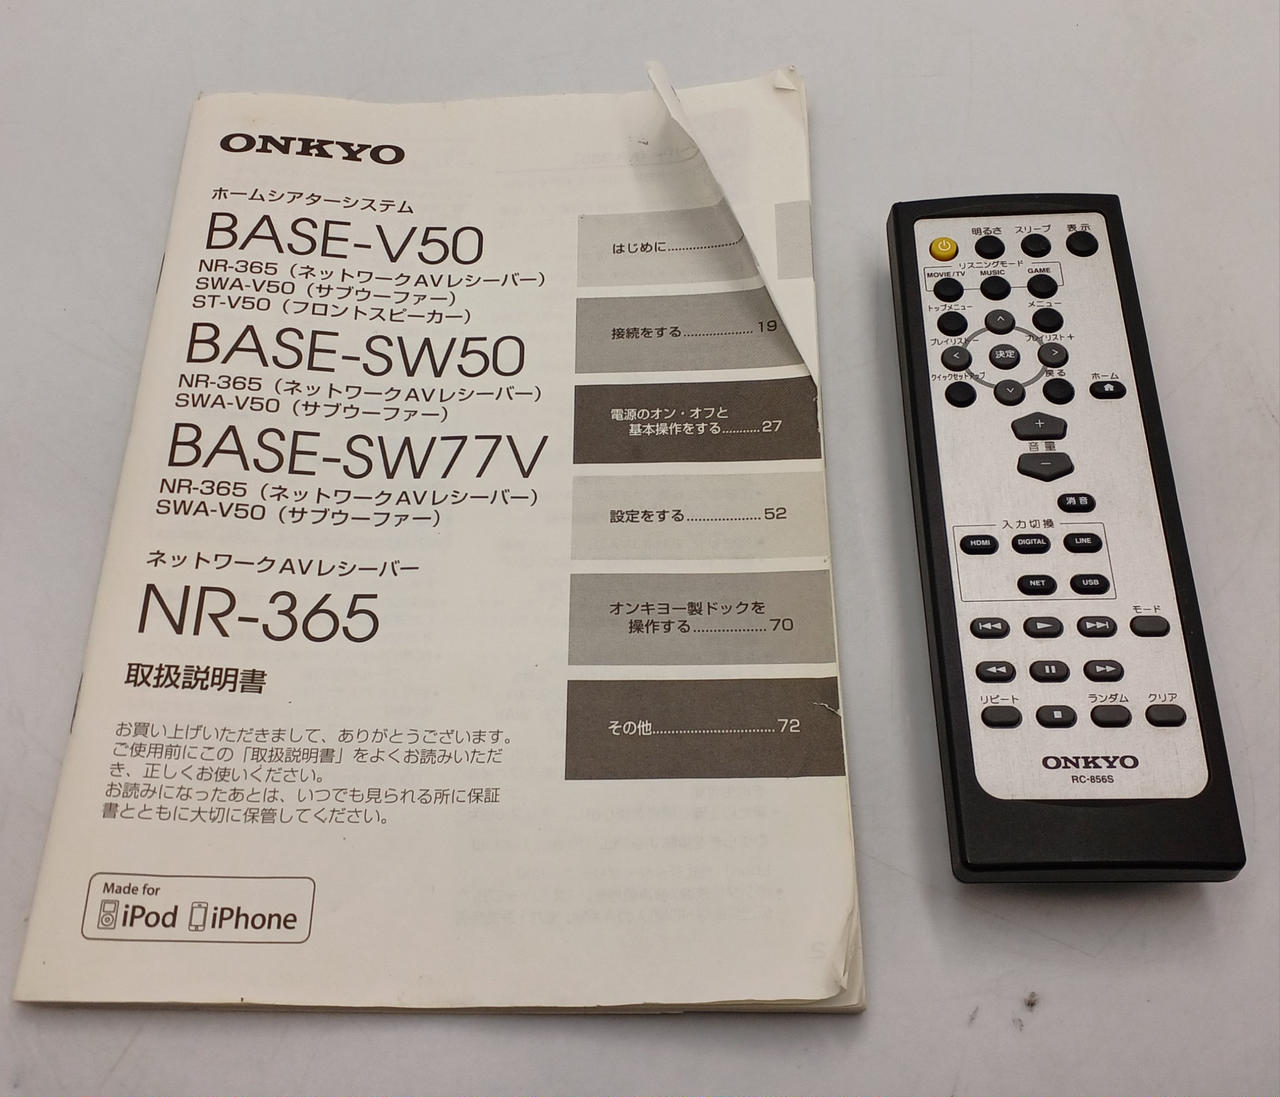 ONKYO
ホームシアターシステム
BASE-V50
NR-365（ネットワークAVレシーバー）
SWA-V50（サブウーファー）
ST-V50（フロントスピーカー）
BASE-SW50
NR-365（ネットワークAVレシーバー）
SWA-V50（サブウーファー）
BASE-SW77V
NR-365（ネットワークAVレシーバー）
SWA-V50（サブウーファー）
ネットワークAVレシーバー
NR-365
取扱説明書
お買い上げいただきまして、ありがとうございます。
ご使用前にこの「取扱説明書」をよくお読みいただ
き、正しくお使いください。
お読みになったあとは、いつでも見られる所に保証
書とともに大切に保管してください。
Made for
iPod iPhone
はじめに..................
接続をする...................19
電源のオン・オフと
基本操作をする...........27
設定をする....................52
オンキヨー製ドックを
操作する...................70
その他................................72
明るさ スリープ 表示
リスニングモード
MOVIE/TV MUSIC GAME
トップメニュー メニュー
プレイリスト− プレイリスト＋
決定
クイックセットアップ 戻る ホーム
＋
音量
−
消音
入力切換
HDMI DIGITAL LINE
NET USB
モード
リピート ランダム クリア
ONKYO
RC-856S